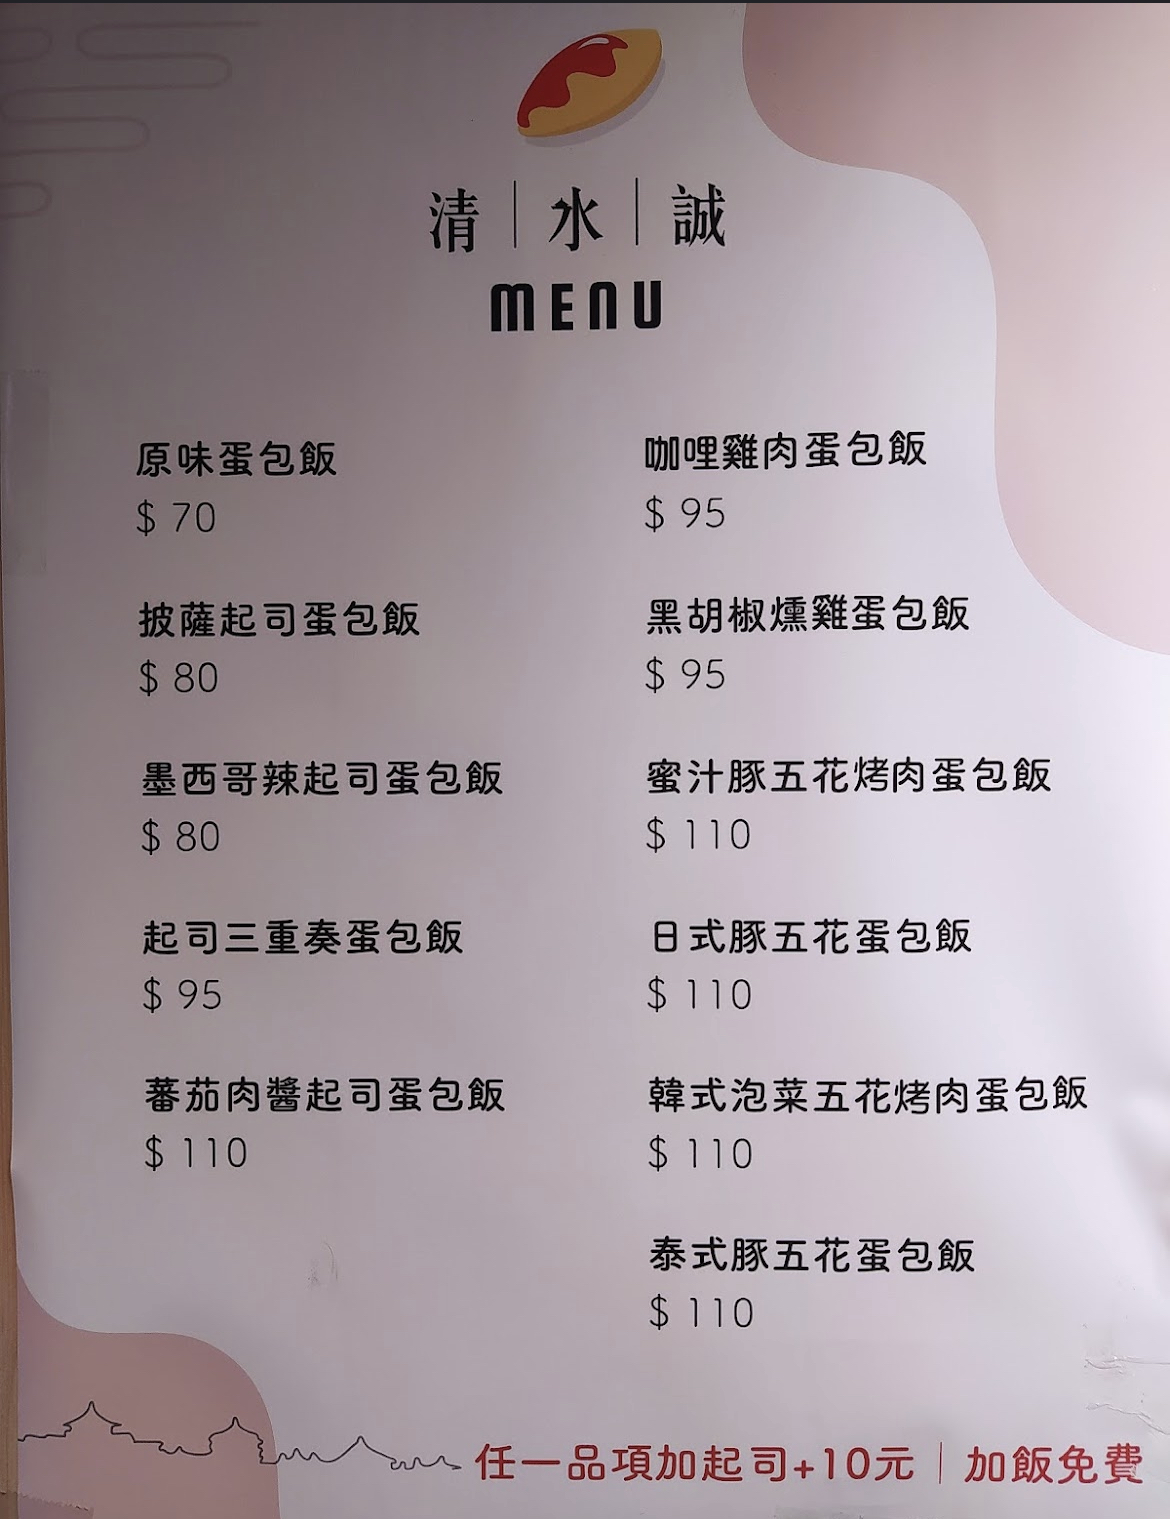 清｜水｜誠
MENU
原味蛋包飯
$ 70
披薩起司蛋包飯
$ 80
墨西哥辣起司蛋包飯
$ 80
起司三重奏蛋包飯
$ 95
蕃茄肉醬起司蛋包飯
$ 110
咖哩雞肉蛋包飯
$ 95
黑胡椒燻雞蛋包飯
$ 95
蜜汁豚五花烤肉蛋包飯
$ 110
日式豚五花蛋包飯
$ 110
韓式泡菜五花烤肉蛋包飯
$ 110
泰式豚五花蛋包飯
$ 110
任一品項加起司+10元｜加飯免費